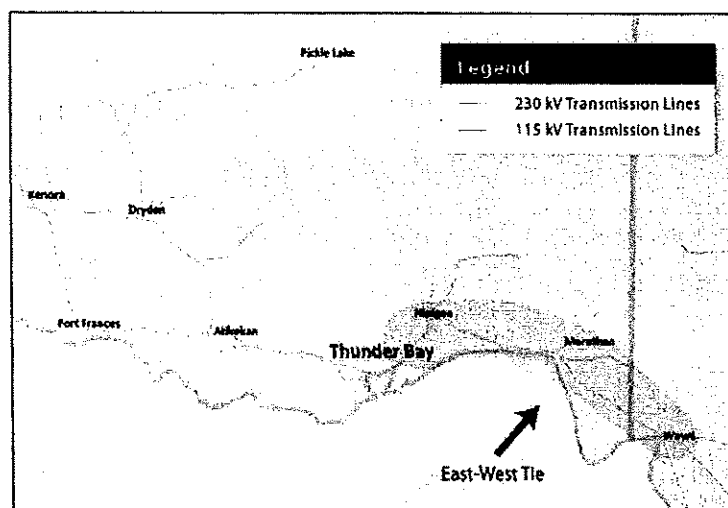 Pickle Lake
Legend
230 kV Transmission Lines
115 kV Transmission Lines
Kenora
Dryden
Fort Frances
Atikokan
Nipigon
Marathon
Thunder Bay
Wawa
East-West Tie